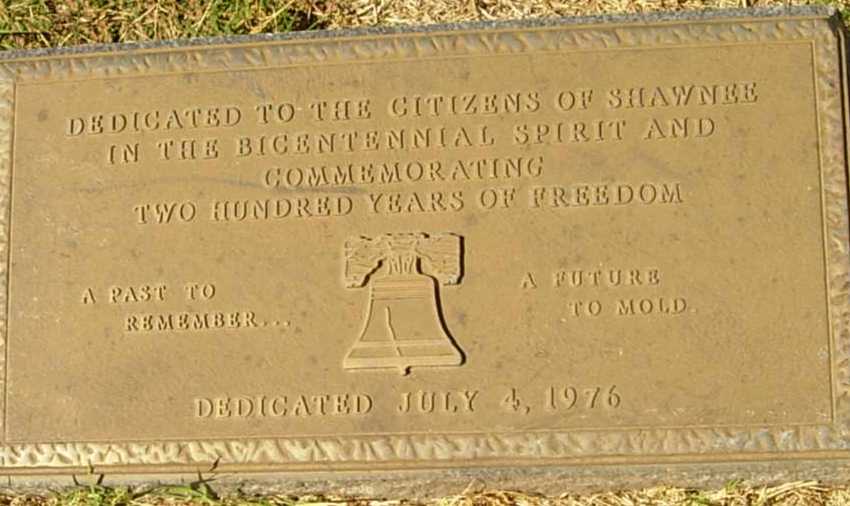 DEDICATED TO THE CITIZENS OF SHAWNEE
IN THE BICENTENNIAL SPIRIT AND
COMMEMORATING
TWO HUNDRED YEARS OF FREEDOM
A PAST TO
REMEMBER...
A FUTURE
TO MOLD.
DEDICATED JULY 4, 1976